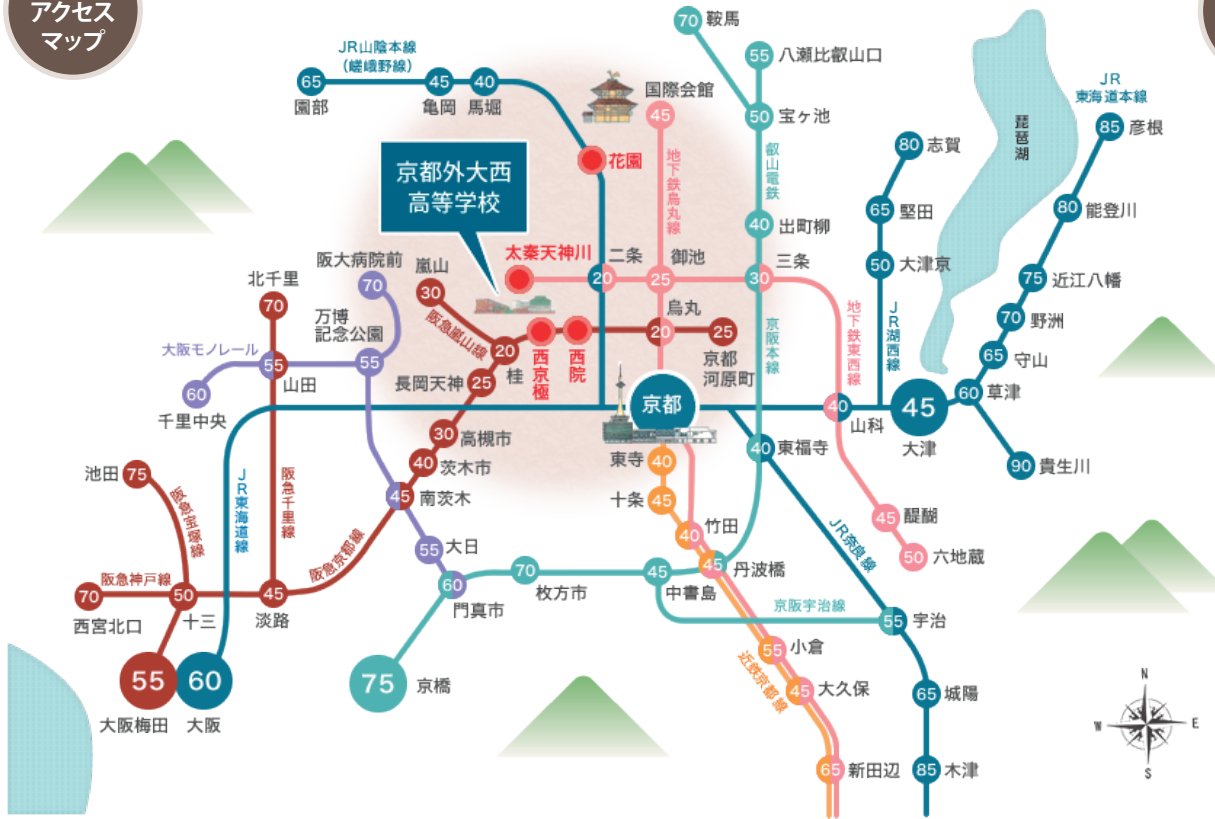 アクセス
マップ
JR山陰本線
（嵯峨野線）
65
園部
45
亀岡
40
馬堀
花園
京都外大西
高等学校
国際会館
45
地下鉄烏丸線
70
鞍馬
55
八瀬比叡山口
50
宝ヶ池
叡山電鉄
40
出町柳
30
三条
琵琶湖
JR
東海道本線
85
彦根
80
能登川
75
近江八幡
70
野洲
65
守山
60
草津
90
貴生川
80
志賀
65
堅田
50
大津京
JR湖西線
45
大津
太秦天神川
20
二条
25
御池
20
烏丸
25
京都
河原町
京阪本線
地下鉄東西線
40
山科
45
醍醐
50
六地蔵
阪大病院前
70
嵐山
30
阪急嵐山線
20
桂
西京極
西院
25
長岡天神
30
高槻市
40
茨木市
45
南茨木
北千里
70
万博
記念公園
55
大阪モノレール
55
山田
60
千里中央
池田
75
阪急宝塚線
JR東海道線
阪急千里線
阪急京都線
阪急神戸線
70
西宮北口
50
十三
45
淡路
55
大阪梅田
60
大阪
55
大日
60
門真市
75
京橋
70
枚方市
45
中書島
京都
東寺
40
十条
45
竹田
40
45
丹波橋
40
東福寺
JR奈良線
京阪宇治線
55
宇治
55
小倉
45
大久保
近鉄京都線
65
新田辺
65
城陽
85
木津
N
W
E
S